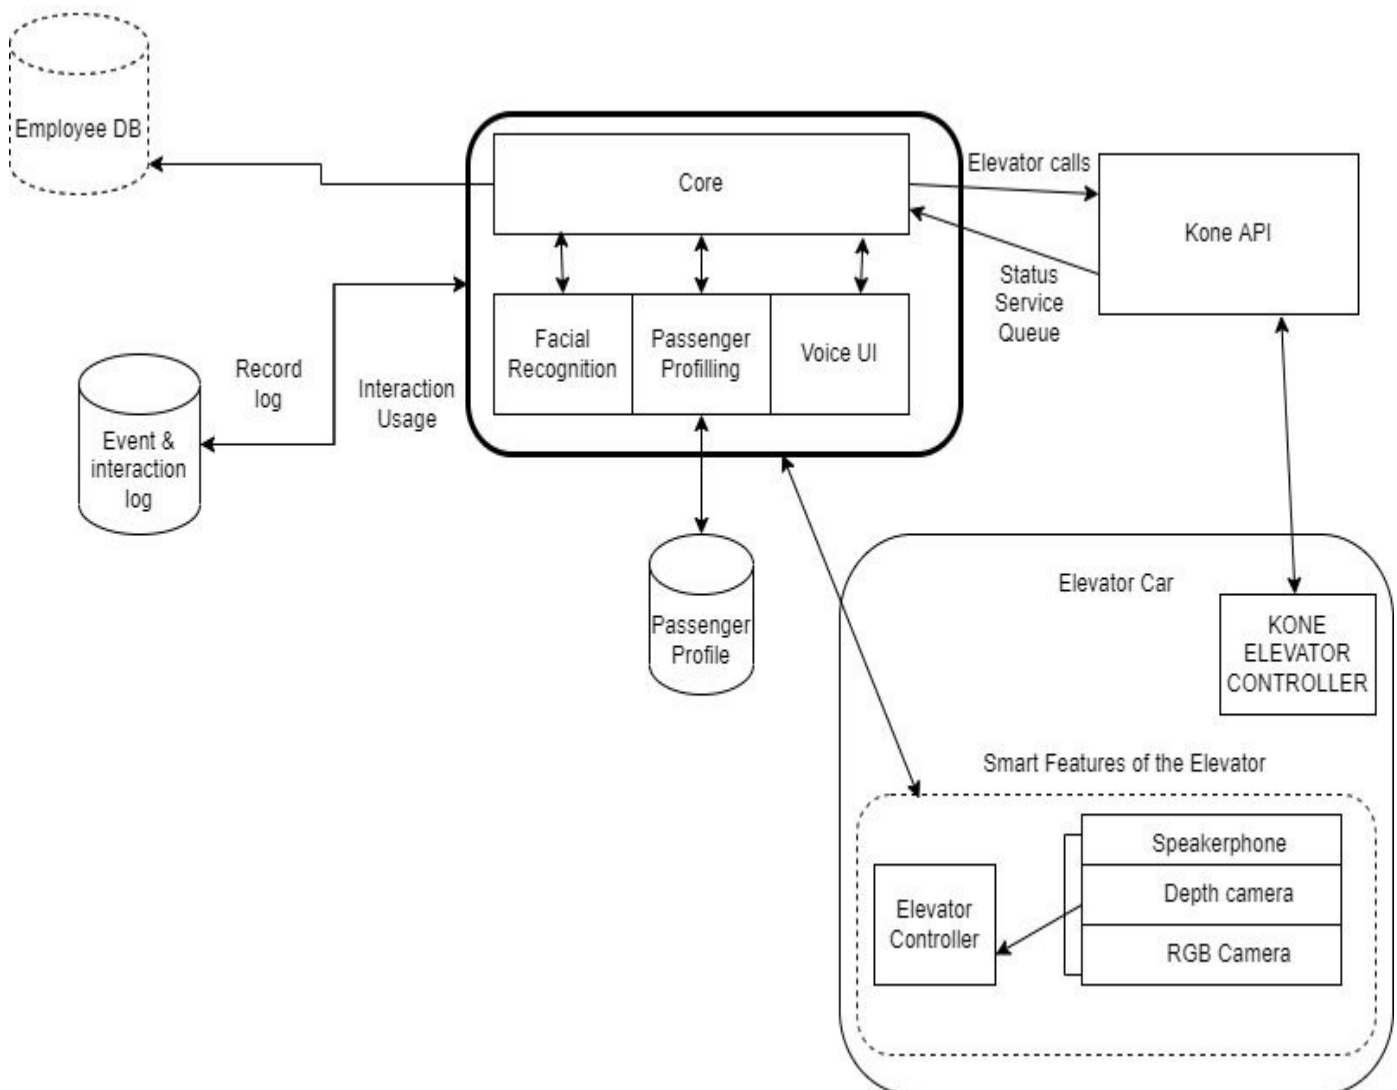 Employee DB
Core
Elevator calls
Kone API
Status
Service
Queue
Facial
Recognition
Passenger
Profilling
Voice UI
Record
log
Interaction
Usage
Event &
interaction
log
Passenger
Profile
Elevator Car
KONE
ELEVATOR
CONTROLLER
Smart Features of the Elevator
Elevator
Controller
Speakerphone
Depth camera
RGB Camera